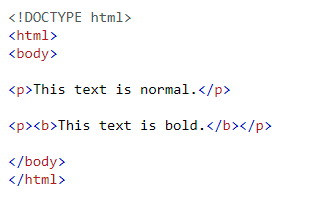 <!DOCTYPE html>
<html>
<body>
<p>This text is normal.</p>
<p><b>This text is bold.</b></p>
</body>
</html>